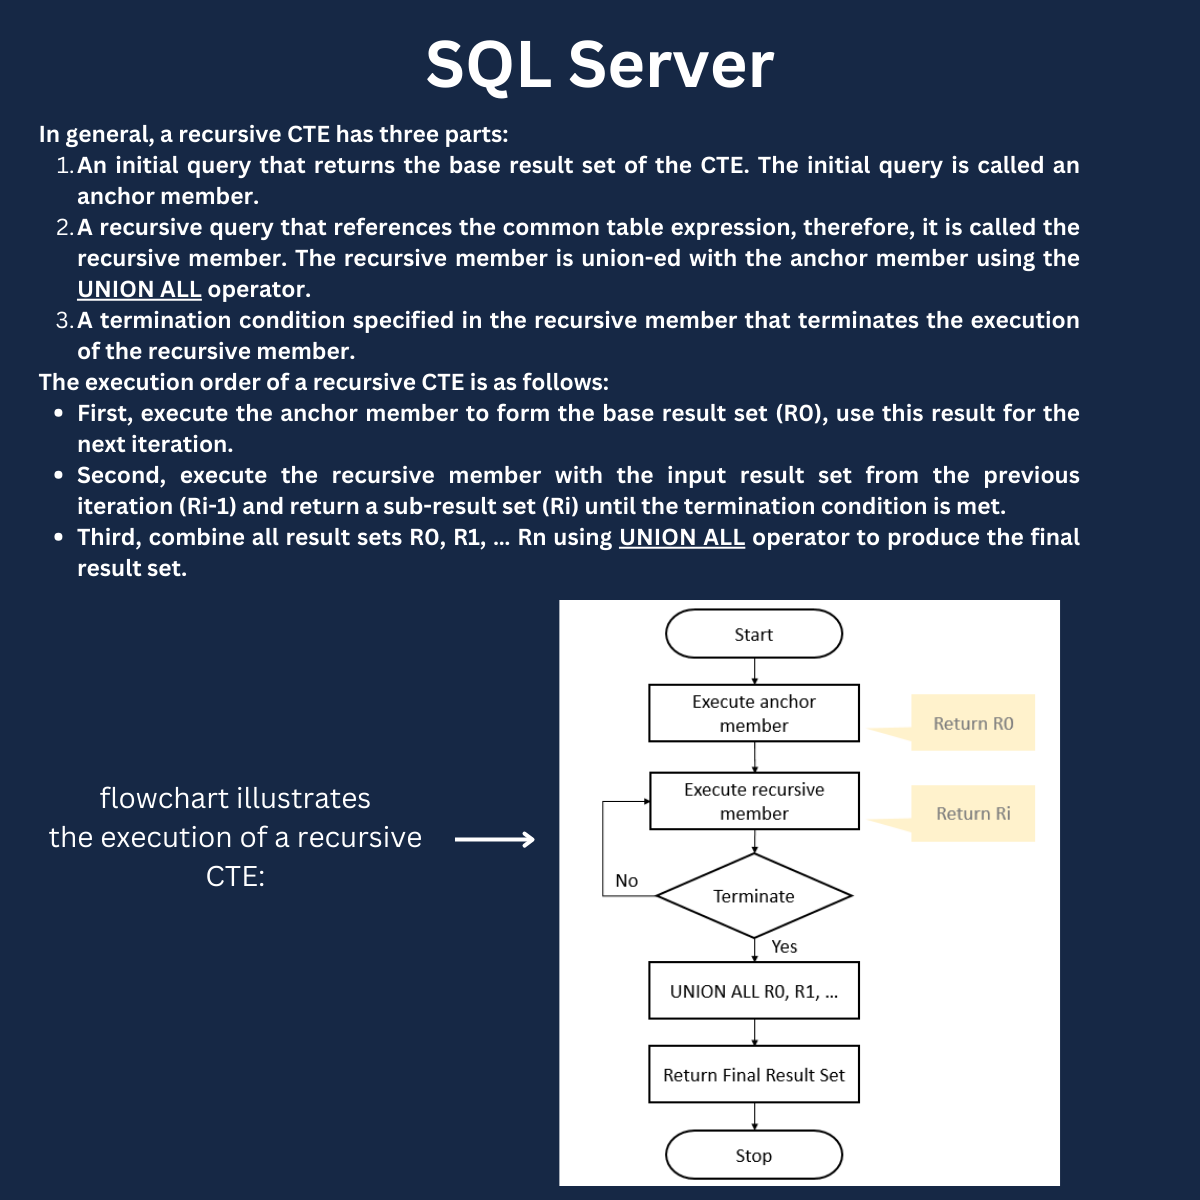 SQL Server
In general, a recursive CTE has three parts:
1. An initial query that returns the base result set of the CTE. The initial query is called an
anchor member.
2. A recursive query that references the common table expression, therefore, it is called the
recursive member. The recursive member is union-ed with the anchor member using the
UNION ALL operator.
3. A termination condition specified in the recursive member that terminates the execution
of the recursive member.
The execution order of a recursive CTE is as follows:
• First, execute the anchor member to form the base result set (R0), use this result for the
next iteration.
• Second, execute the recursive member with the input result set from the previous
iteration (Ri-1) and return a sub-result set (Ri) until the termination condition is met.
• Third, combine all result sets R0, R1, … Rn using UNION ALL operator to produce the final
result set.
flowchart illustrates
the execution of a recursive
CTE:
Start
Execute anchor
member
Return R0
Execute recursive
member
Return Ri
No
Terminate
Yes
UNION ALL R0, R1, …
Return Final Result Set
Stop